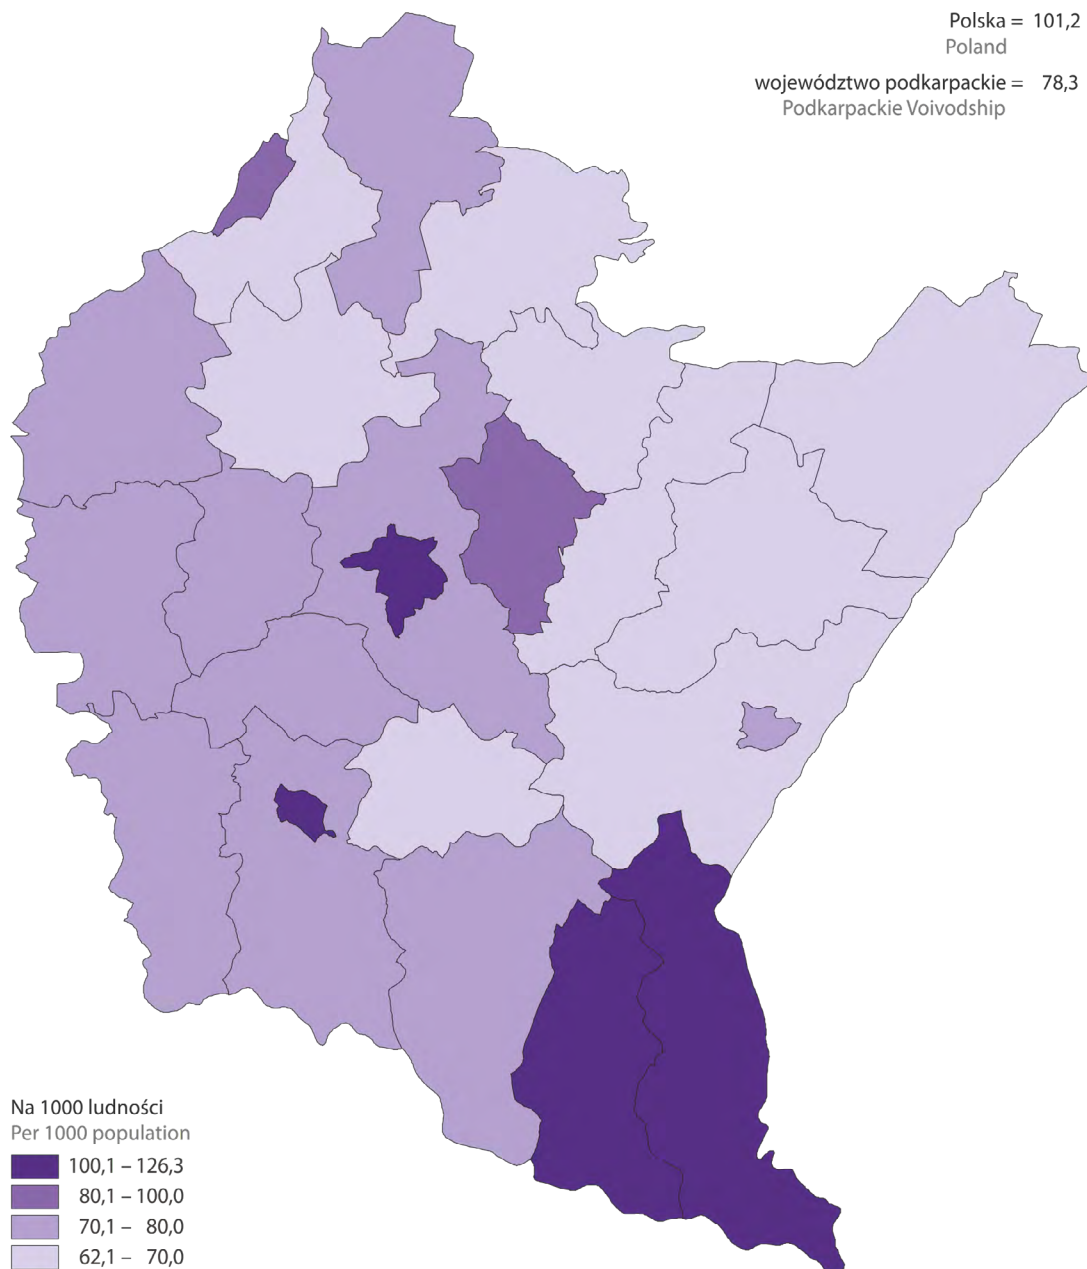 Polska = 101,2
Poland
województwo podkarpackie = 78,3
Podkarpackie Voivodship
Na 1000 ludności
Per 1000 population
100,1 – 126,3
80,1 – 100,0
70,1 – 80,0
62,1 – 70,0